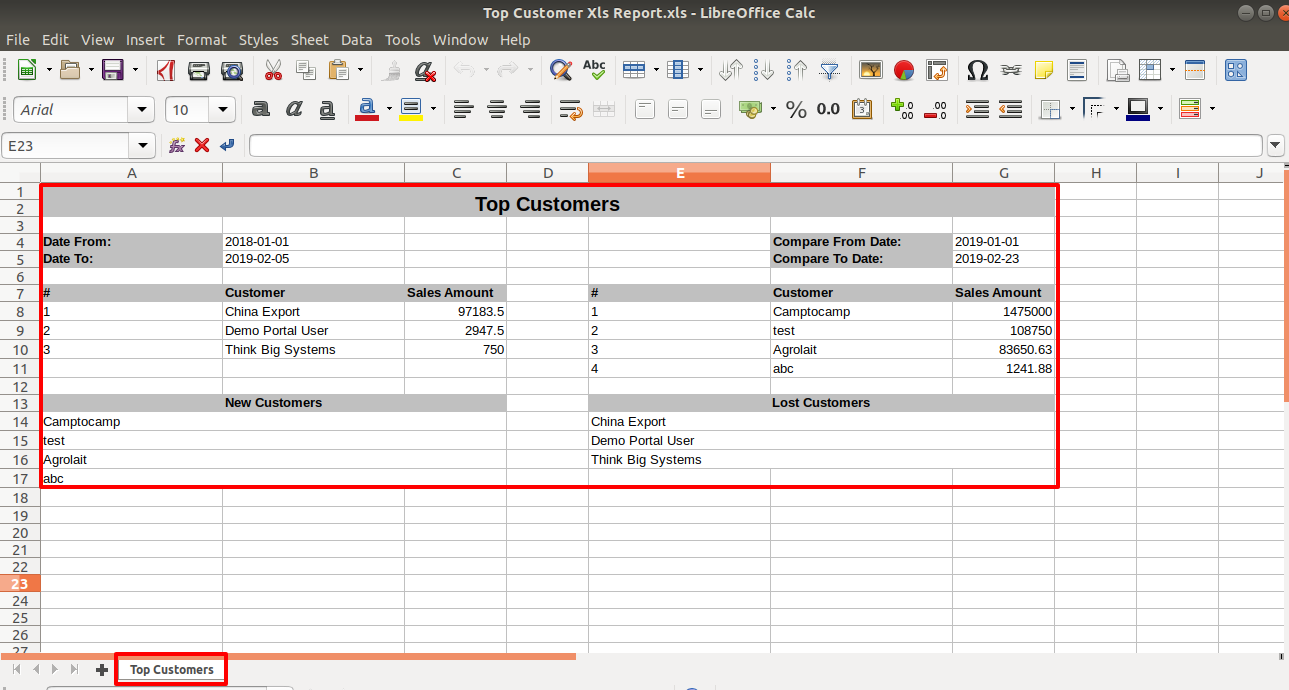 Top Customer Xls Report.xls - LibreOffice Calc
File Edit View Insert Format Styles Sheet Data Tools Window Help
Abc
Arial 10 a a a a % 0.0
E23
A B C D E F G H I J
1
2 Top Customers
3
4 Date From: 2018-01-01 Compare From Date: 2019-01-01
5 Date To: 2019-02-05 Compare To Date: 2019-02-23
6
7 # Customer Sales Amount # Customer Sales Amount
8 1 China Export 97183.5 1 Camptocamp 1475000
9 2 Demo Portal User 2947.5 2 test 108750
10 3 Think Big Systems 750 3 Agrolait 83650.63
11 4 abc 1241.88
12
13 New Customers Lost Customers
14 Camptocamp China Export
15 test Demo Portal User
16 Agrolait Think Big Systems
17 abc
18
19
20
21
22
23
24
25
26
27
Top Customers